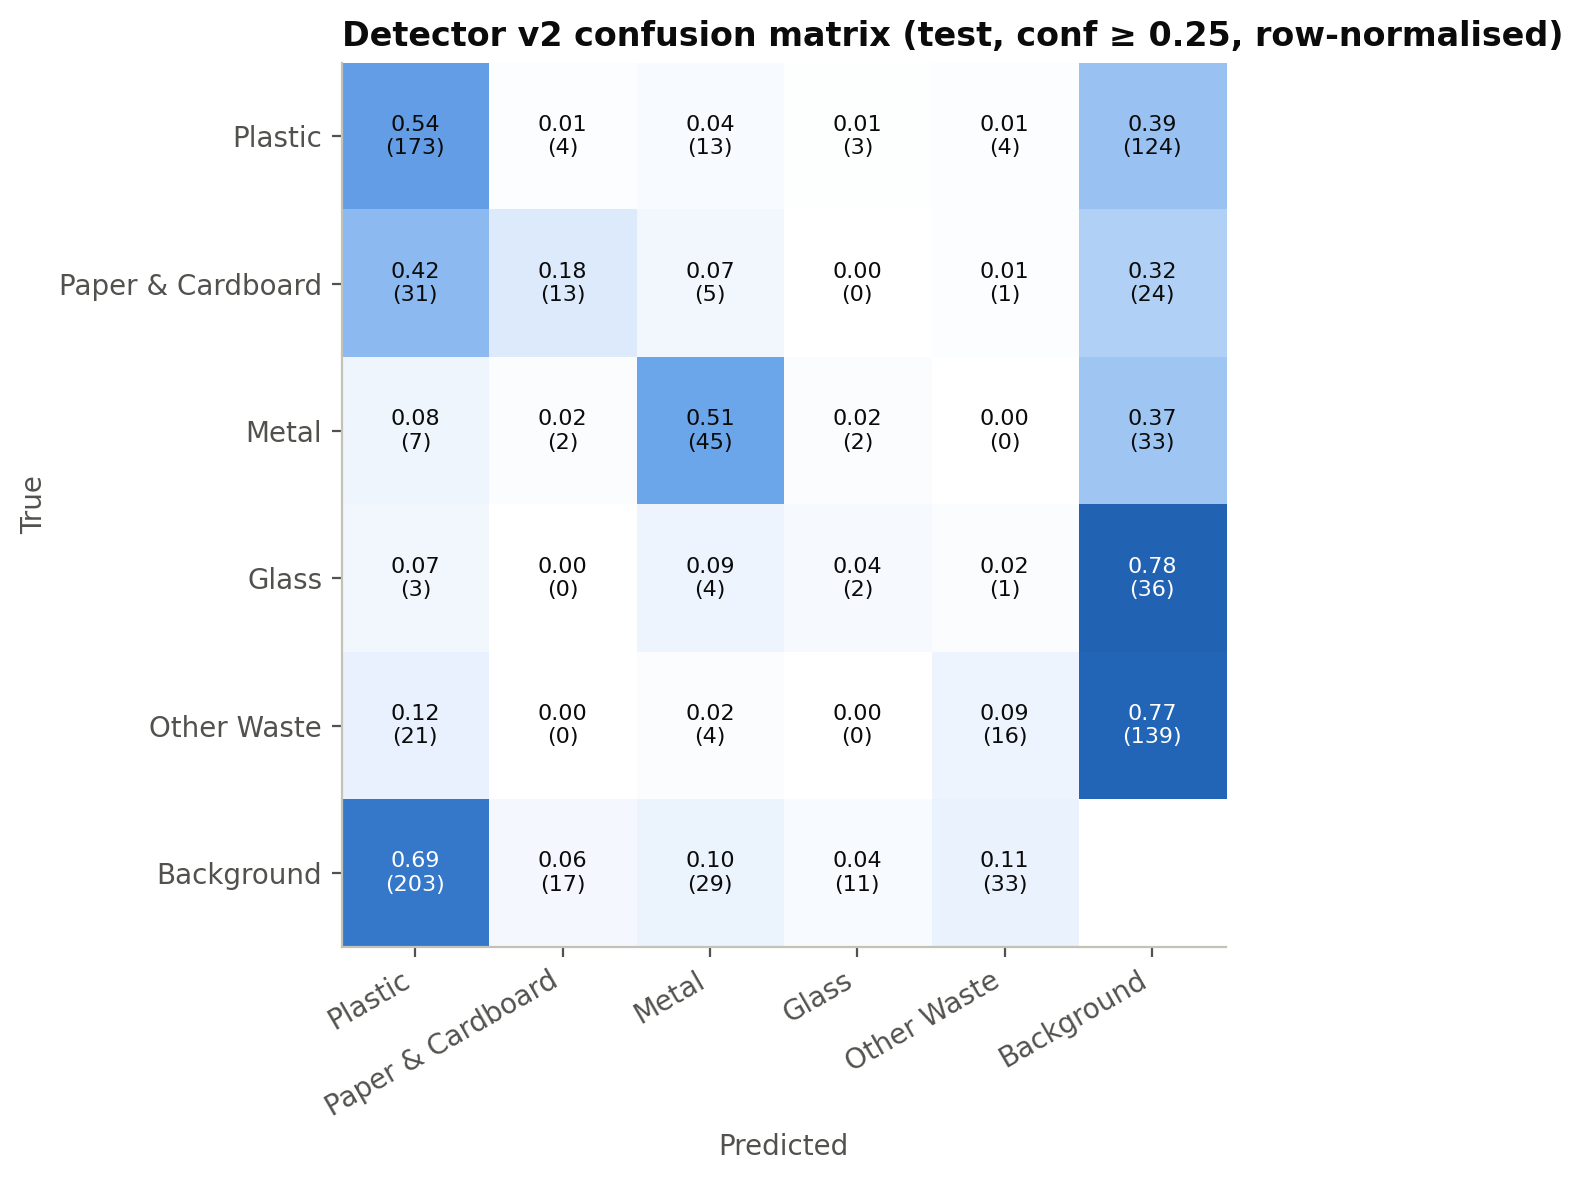 Detector v2 confusion matrix (test, conf ≥ 0.25, row-normalised)
Plastic
0.54 0.01 0.04 0.01 0.01 0.39
(173) (4) (13) (3) (4) (124)
Paper & Cardboard
0.42 0.18 0.07 0.00 0.01 0.32
(31) (13) (5) (0) (1) (24)
Metal
0.08 0.02 0.51 0.02 0.00 0.37
(7) (2) (45) (2) (0) (33)
Glass
0.07 0.00 0.09 0.04 0.02 0.78
(3) (0) (4) (2) (1) (36)
Other Waste
0.12 0.00 0.02 0.00 0.09 0.77
(21) (0) (4) (0) (16) (139)
Background
0.69 0.06 0.10 0.04 0.11
(203) (17) (29) (11) (33)
True
Plastic
Paper & Cardboard
Metal
Glass
Other Waste
Background
Predicted